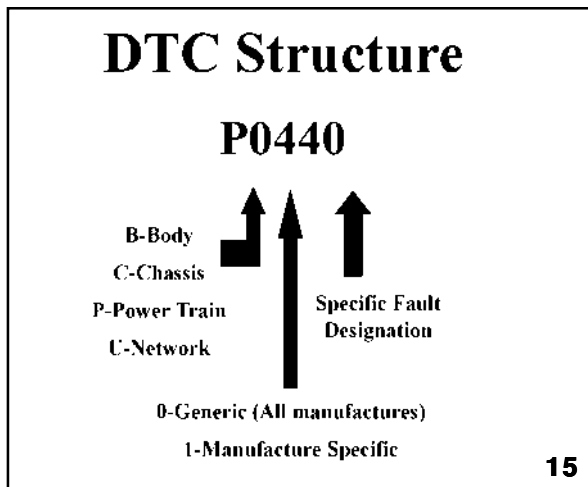 DTC Structure
P0440
B-Body
C-Chassis
P-Power Train
U-Network
Specific Fault
Designation
0-Generic (All manufactures)
1-Manufacture Specific
15